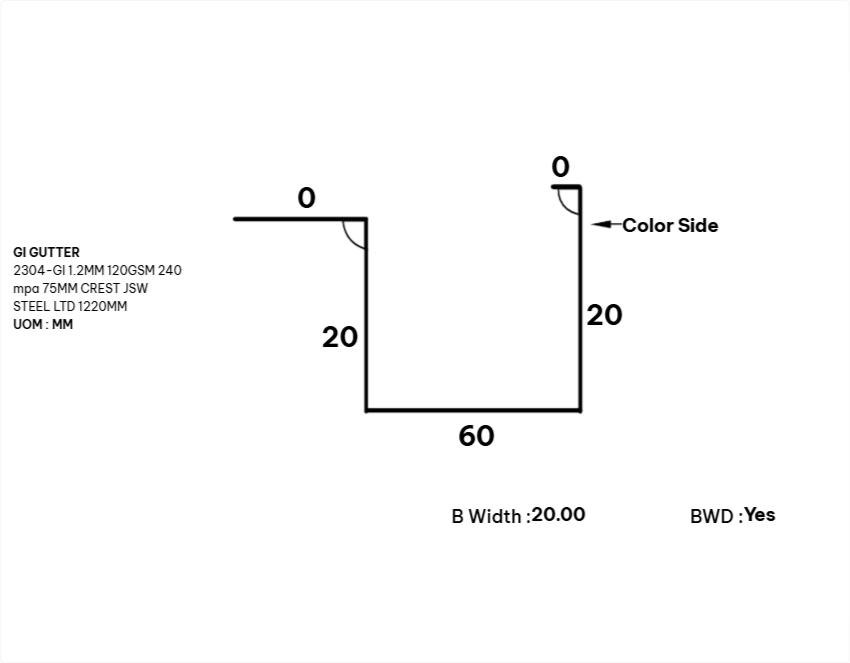 0
0
Color Side
GI GUTTER
2304-GI 1.2MM 120GSM 240
mpa 75MM CREST JSW
STEEL LTD 1220MM
UOM : MM
20
20
60
B Width :20.00
BWD :Yes